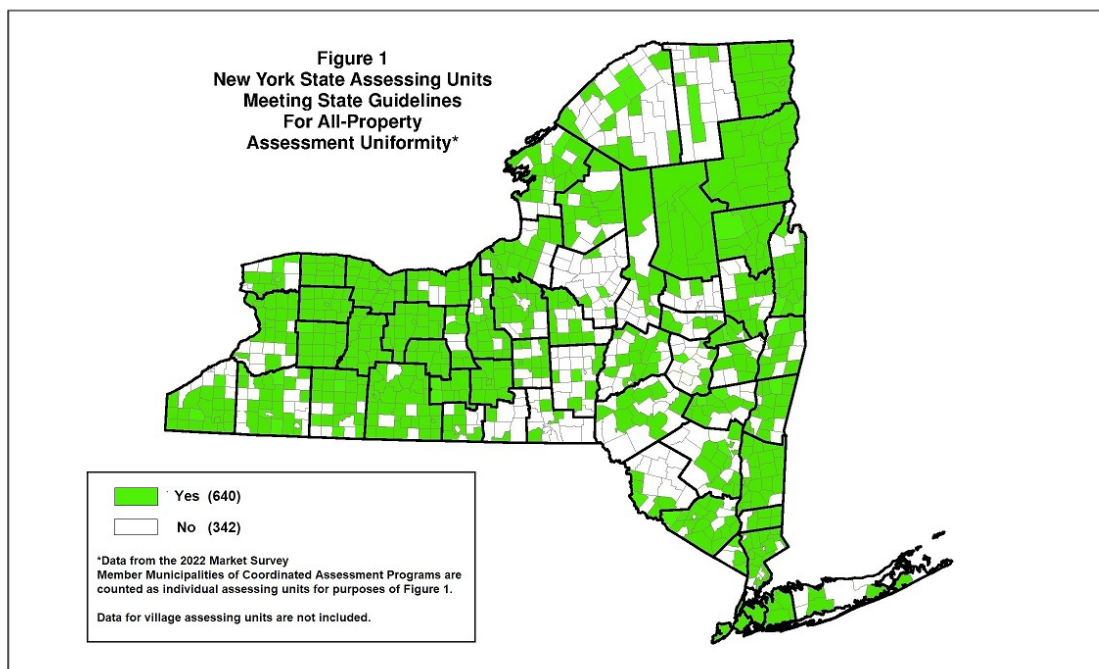 Figure 1
New York State Assessing Units
Meeting State Guidelines
For All-Property
Assessment Uniformity*
Yes (640)
No (342)
*Data from the 2022 Market Survey
Member Municipalities of Coordinated Assessment Programs are
counted as individual assessing units for purposes of Figure 1.
Data for village assessing units are not included.